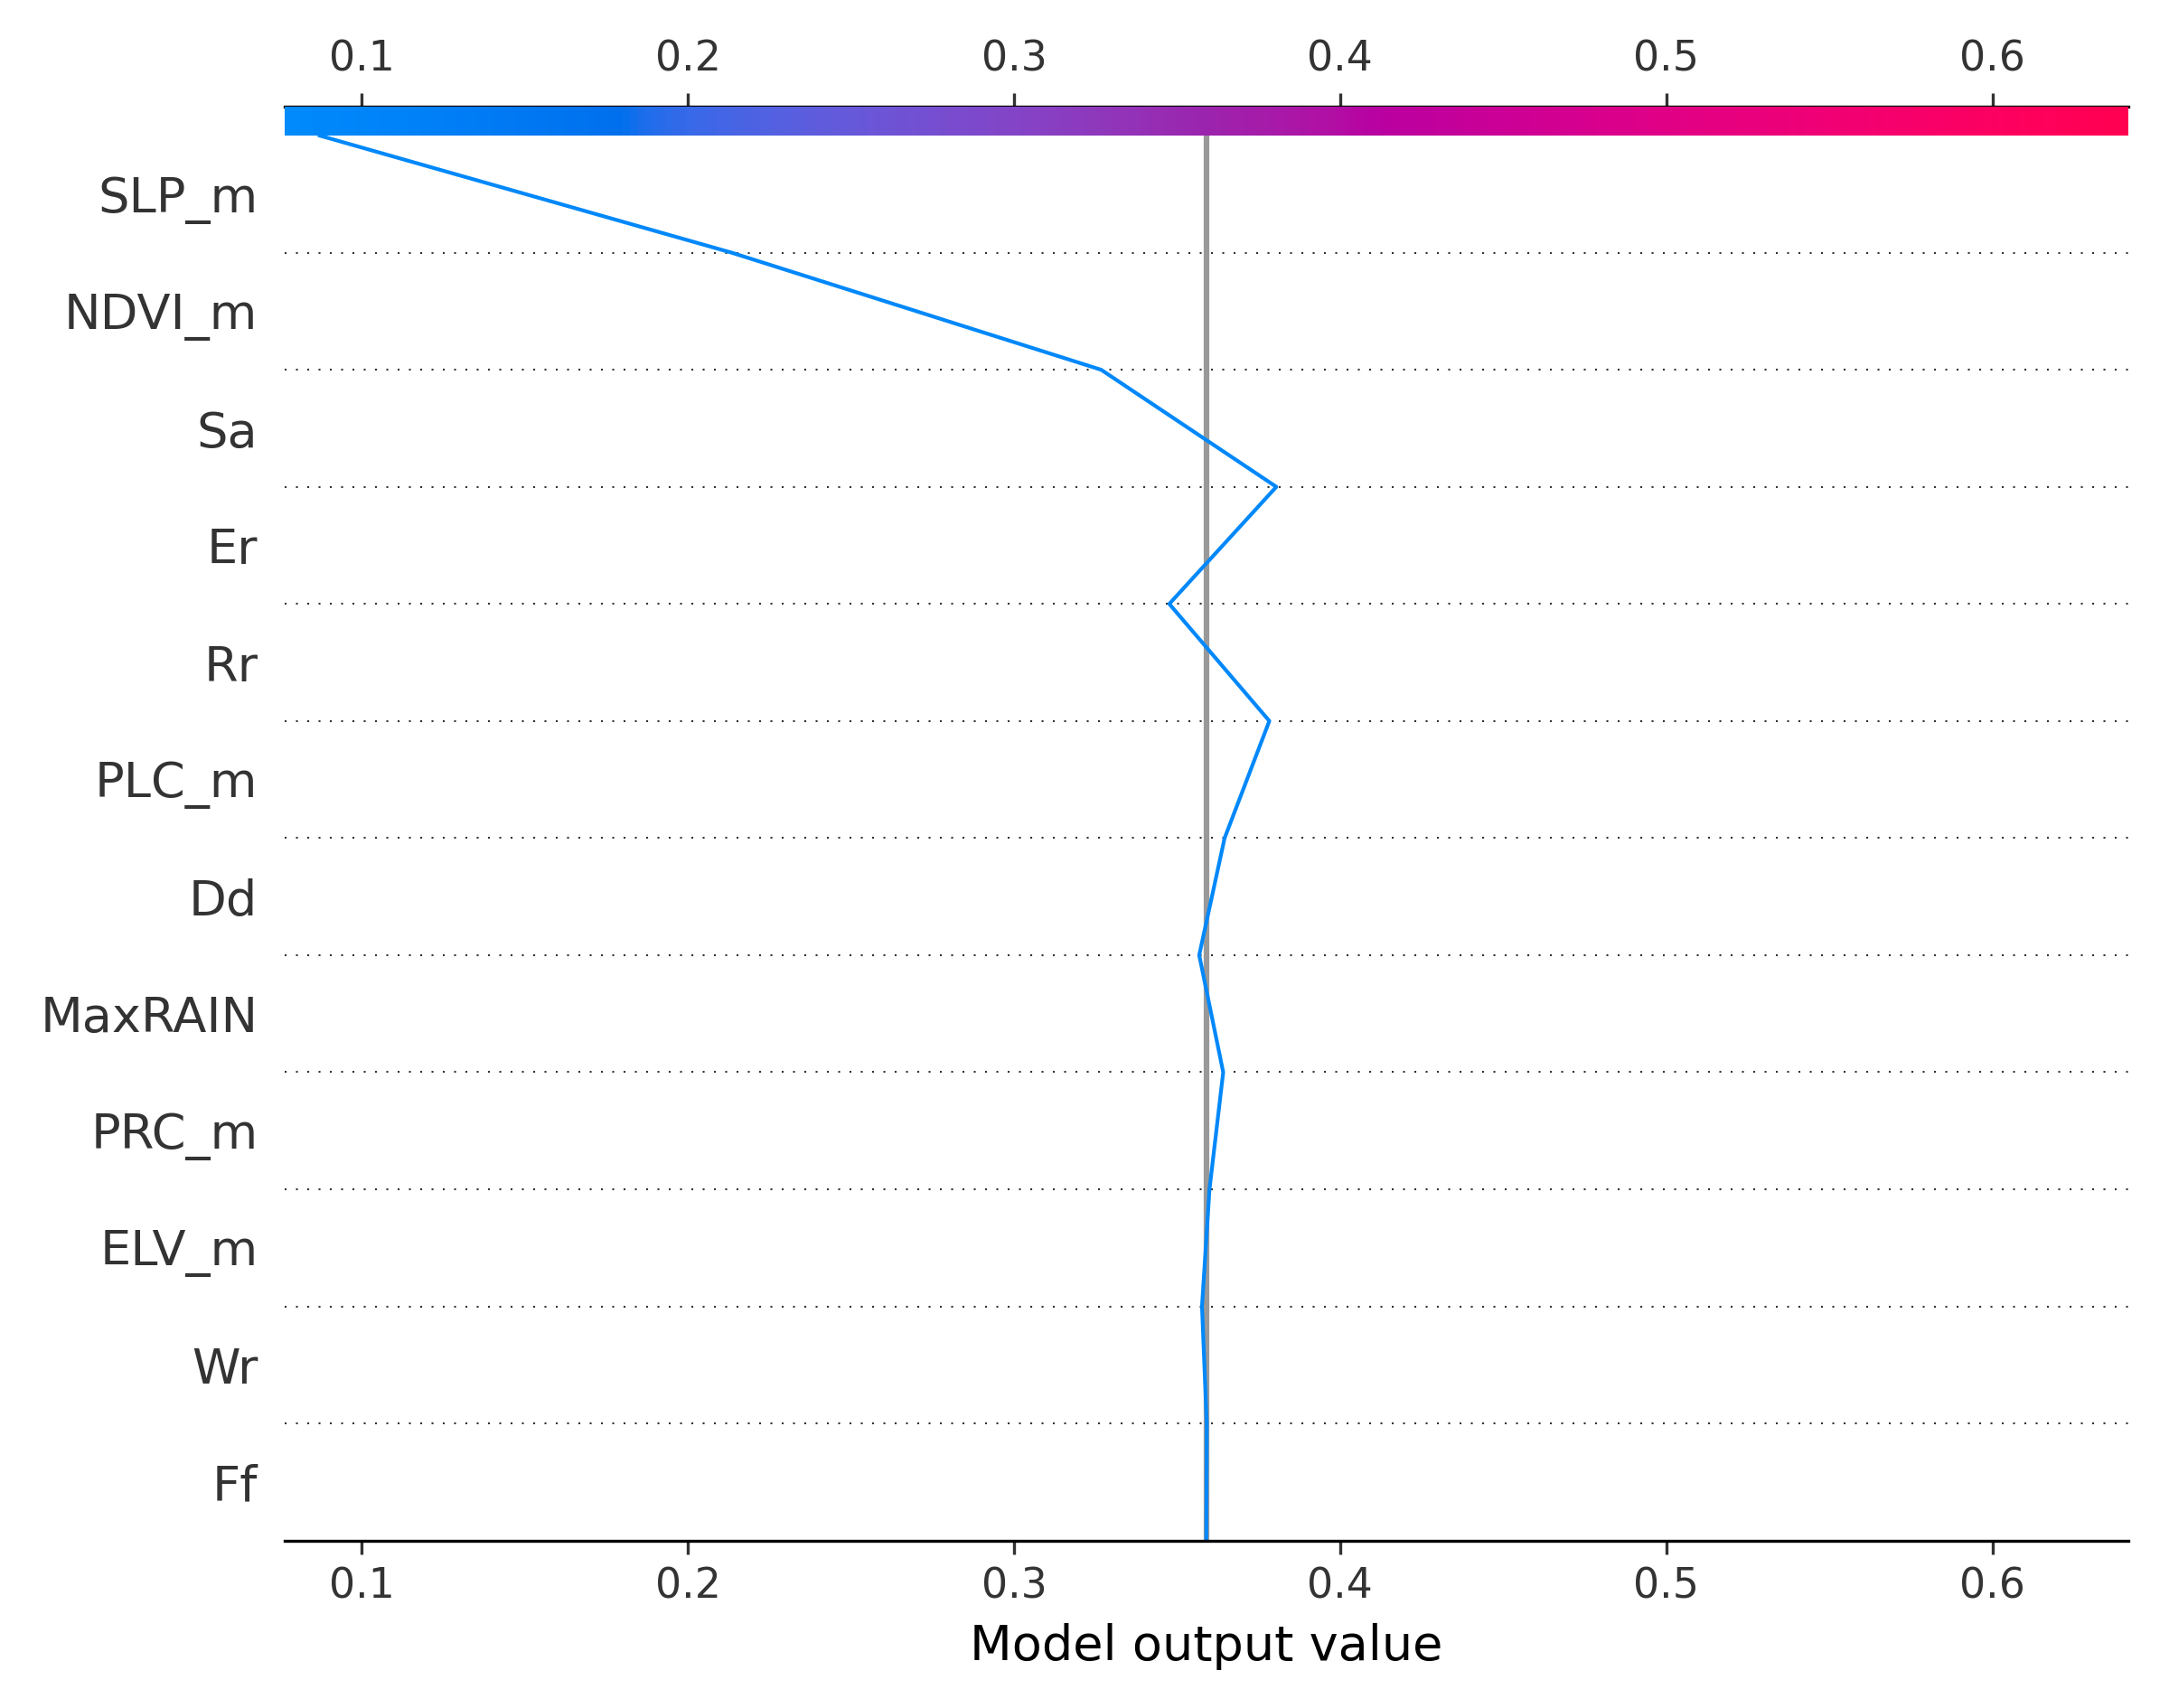 0.1 0.2 0.3 0.4 0.5 0.6
SLP_m
NDVI_m
Sa
Er
Rr
PLC_m
Dd
MaxRAIN
PRC_m
ELV_m
Wr
Ff
0.1 0.2 0.3 0.4 0.5 0.6
Model output value